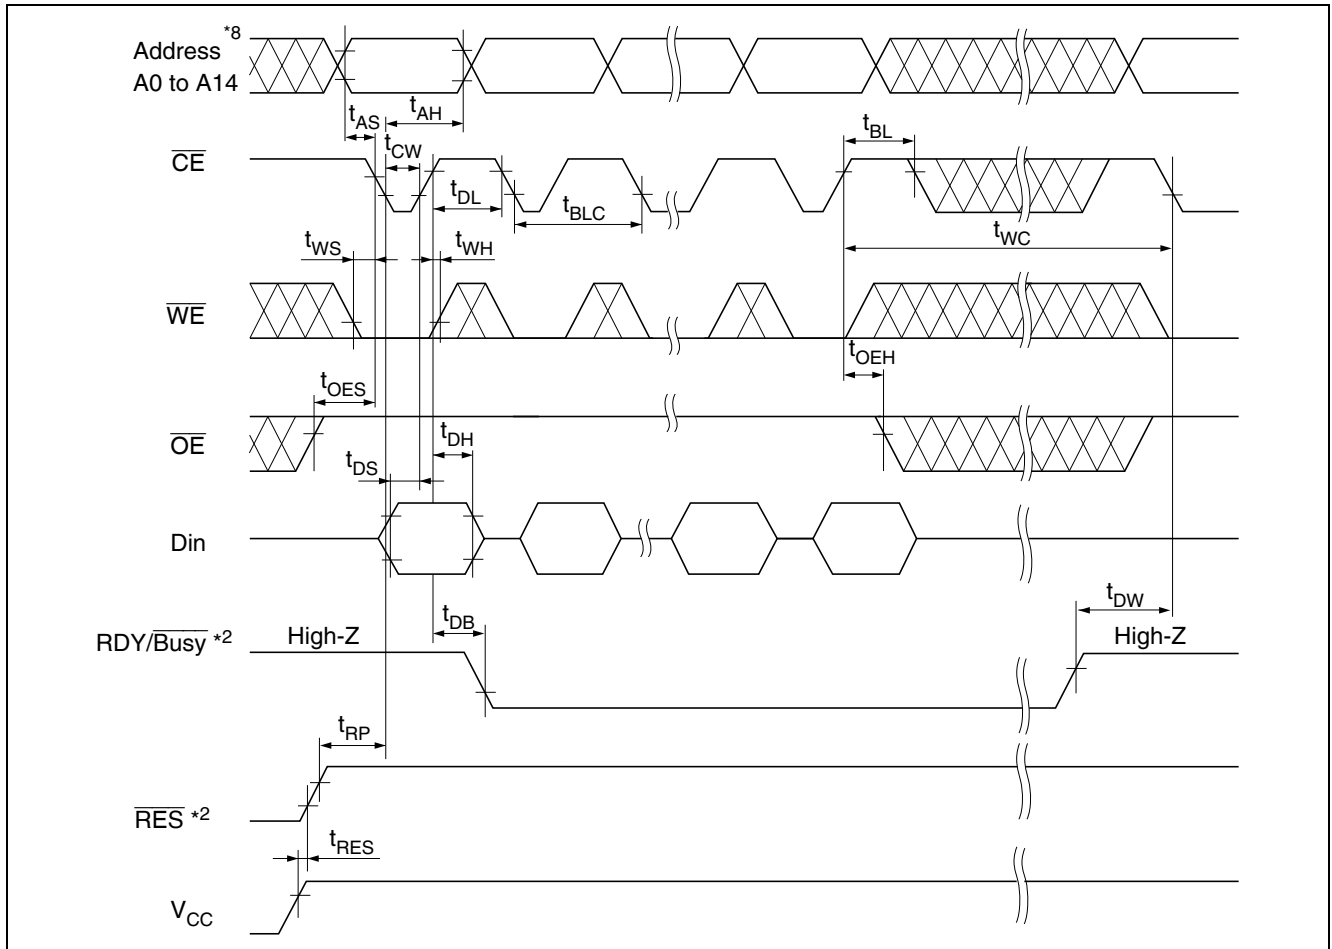 Address *8
A0 to A14
tAS
tAH
tBL
CE
tCW
tDL
tBLC
tWC
tWS
tWH
WE
tOEH
tOES
OE
tDH
tDS
Din
tDB
tDW
RDY/Busy *2
High-Z
High-Z
tRP
RES *2
tRES
VCC